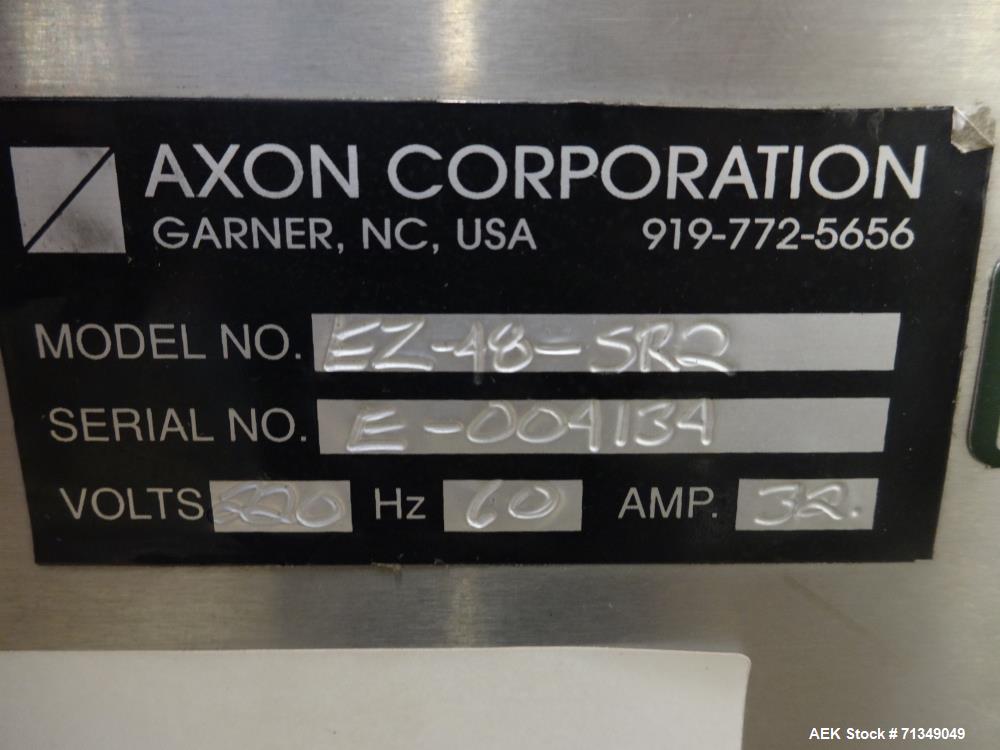 AXON CORPORATION
GARNER, NC, USA 919-772-5656
MODEL NO. EZ-48-SR2
SERIAL NO. E-004134
VOLTS 220 Hz 60 AMP. 32.
AEK Stock # 71349049